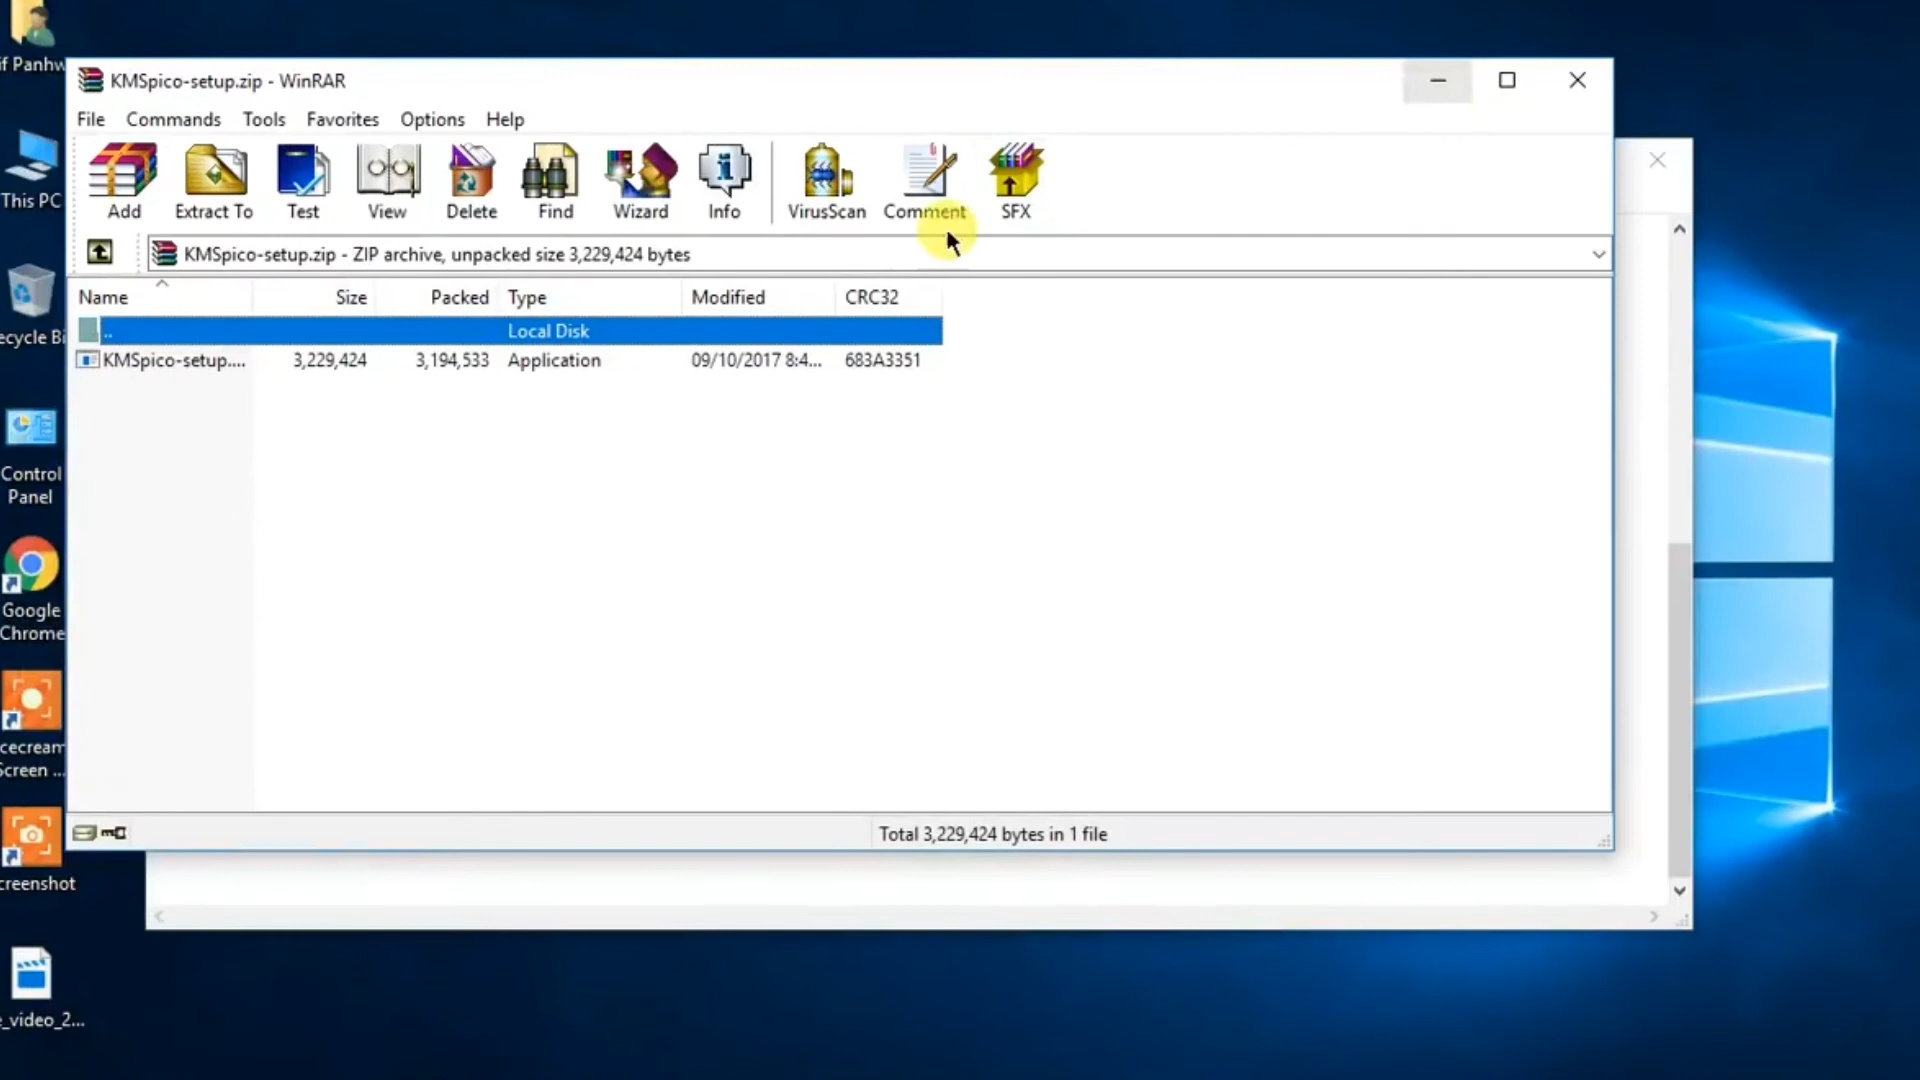 if Panhw
This PC
ecycle Bi
Control
Panel
Google
Chrome
cecream
Screen ...
creenshot
_video_2...
KMSpico-setup.zip - WinRAR
File Commands Tools Favorites Options Help
Add Extract To Test View Delete Find Wizard Info VirusScan Comment SFX
KMSpico-setup.zip - ZIP archive, unpacked size 3,229,424 bytes
Name Size Packed Type Modified CRC32
.. Local Disk
KMSpico-setup.... 3,229,424 3,194,533 Application 09/10/2017 8:4... 683A3351
Total 3,229,424 bytes in 1 file